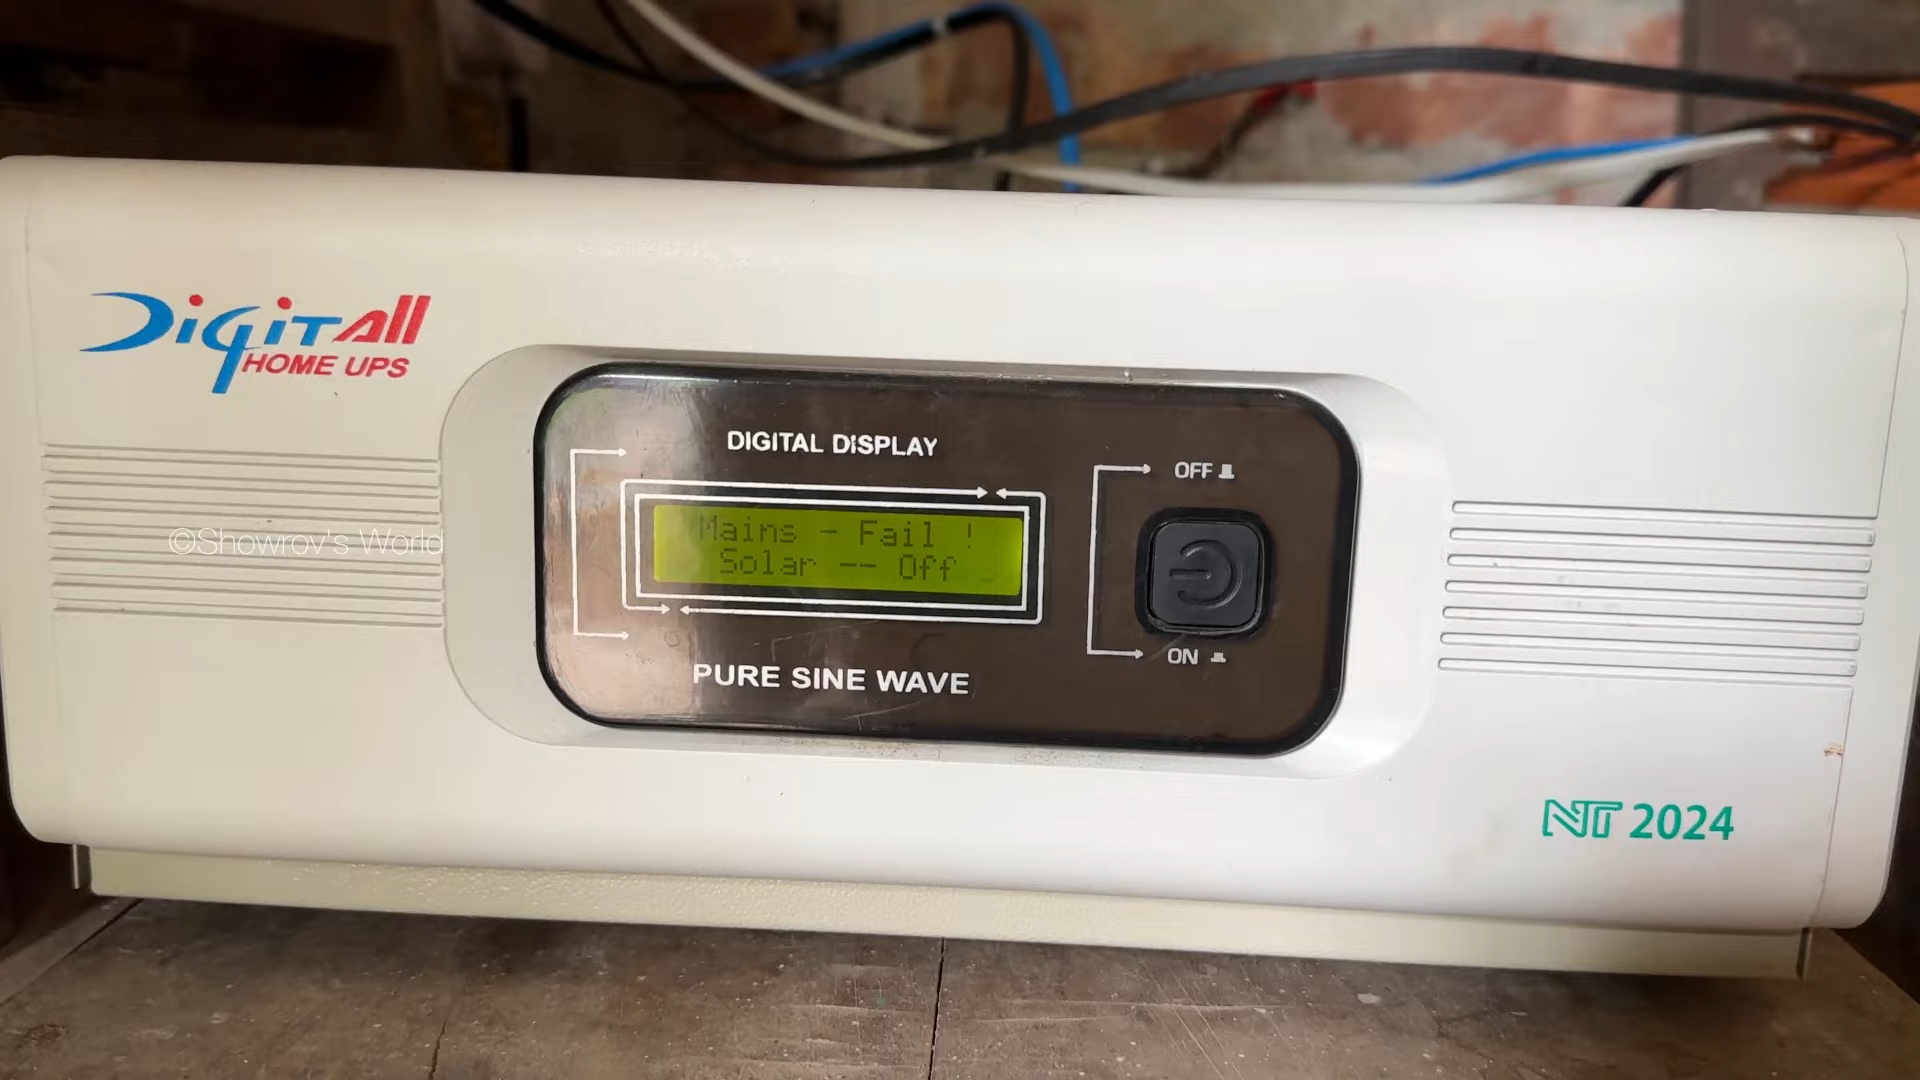 DigitAll
HOME UPS
DIGITAL DISPLAY
Mains - Fail !
Solar -- Off
PURE SINE WAVE
OFF
ON
©Showrov's World
NT 2024